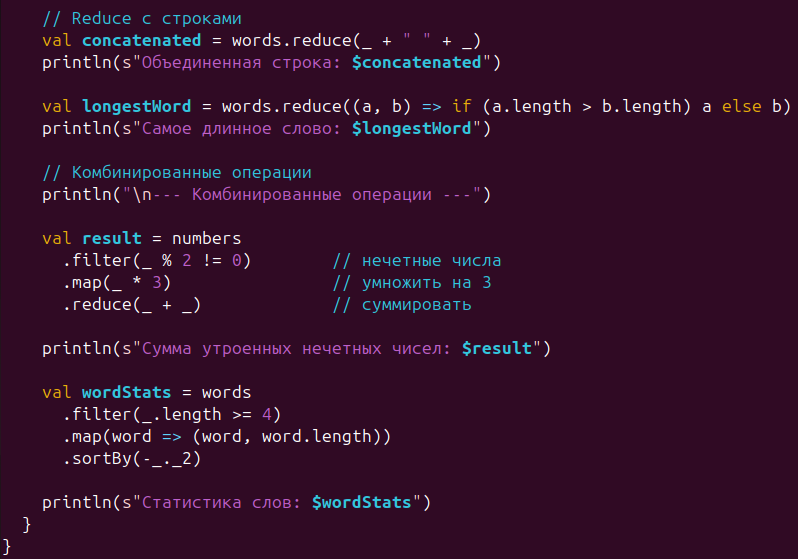 // Reduce с строками
val concatenated = words.reduce(_ + " " + _)
println(s"Объединенная строка: $concatenated")
val longestWord = words.reduce((a, b) => if (a.length > b.length) a else b)
println(s"Самое длинное слово: $longestWord")
// Комбинированные операции
println("\n--- Комбинированные операции ---")
val result = numbers
.filter(_ % 2 != 0) // нечетные числа
.map(_ * 3) // умножить на 3
.reduce(_ + _) // суммировать
println(s"Сумма утроенных нечетных чисел: $result")
val wordStats = words
.filter(_.length >= 4)
.map(word => (word, word.length))
.sortBy(-_._2)
println(s"Статистика слов: $wordStats")
}
}